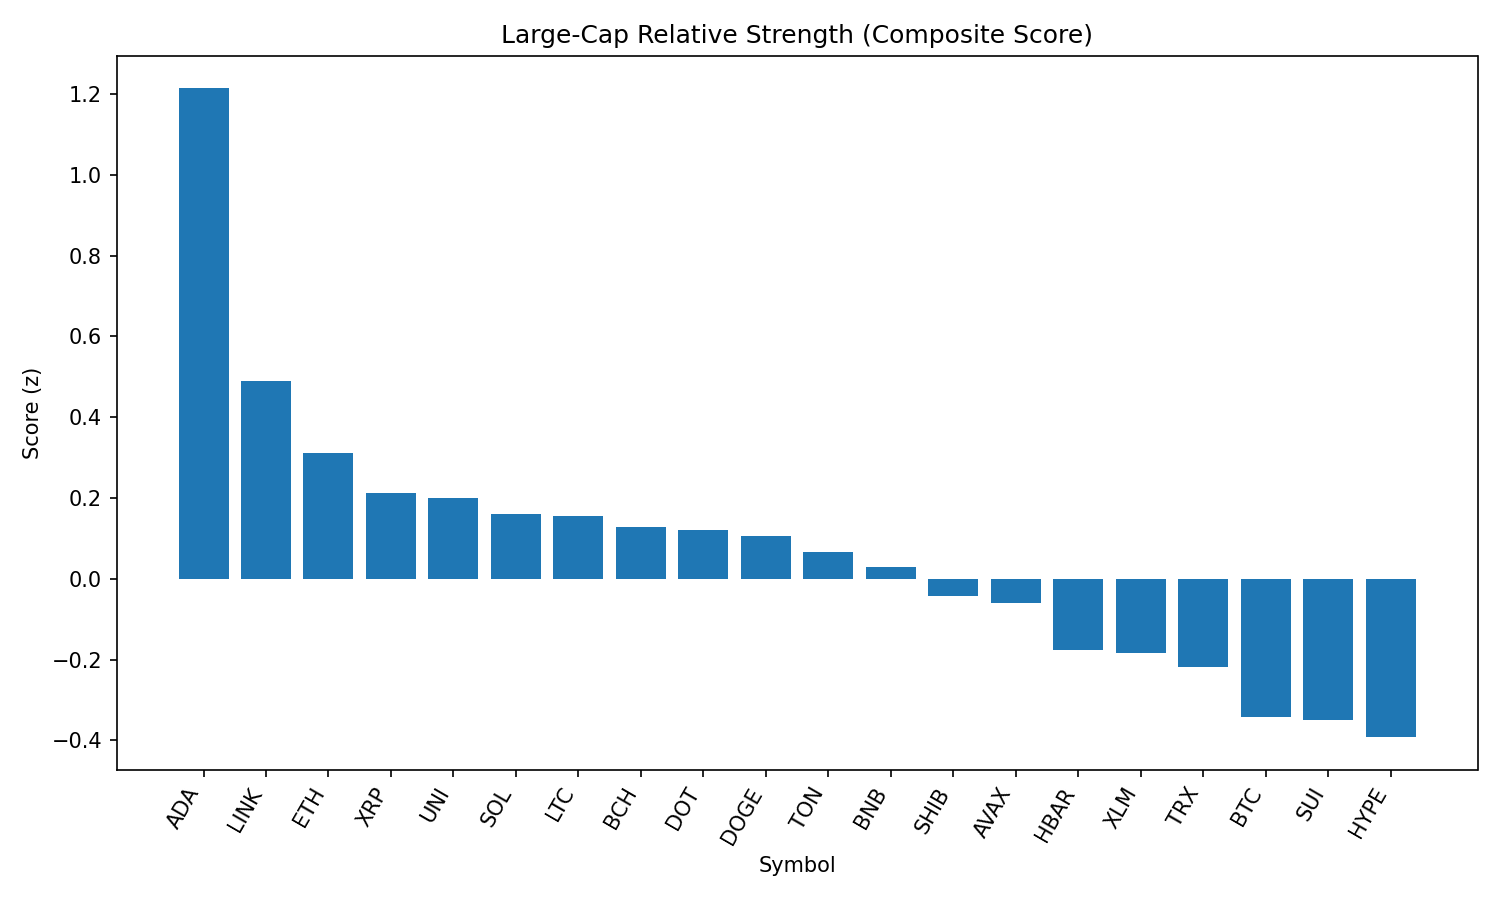 Large-Cap Relative Strength (Composite Score)
Score (z)
1.2
1.0
0.8
0.6
0.4
0.2
0.0
−0.2
−0.4
ADA
LINK
ETH
XRP
UNI
SOL
LTC
BCH
DOT
DOGE
TON
BNB
SHIB
AVAX
HBAR
XLM
TRX
BTC
SUI
HYPE
Symbol